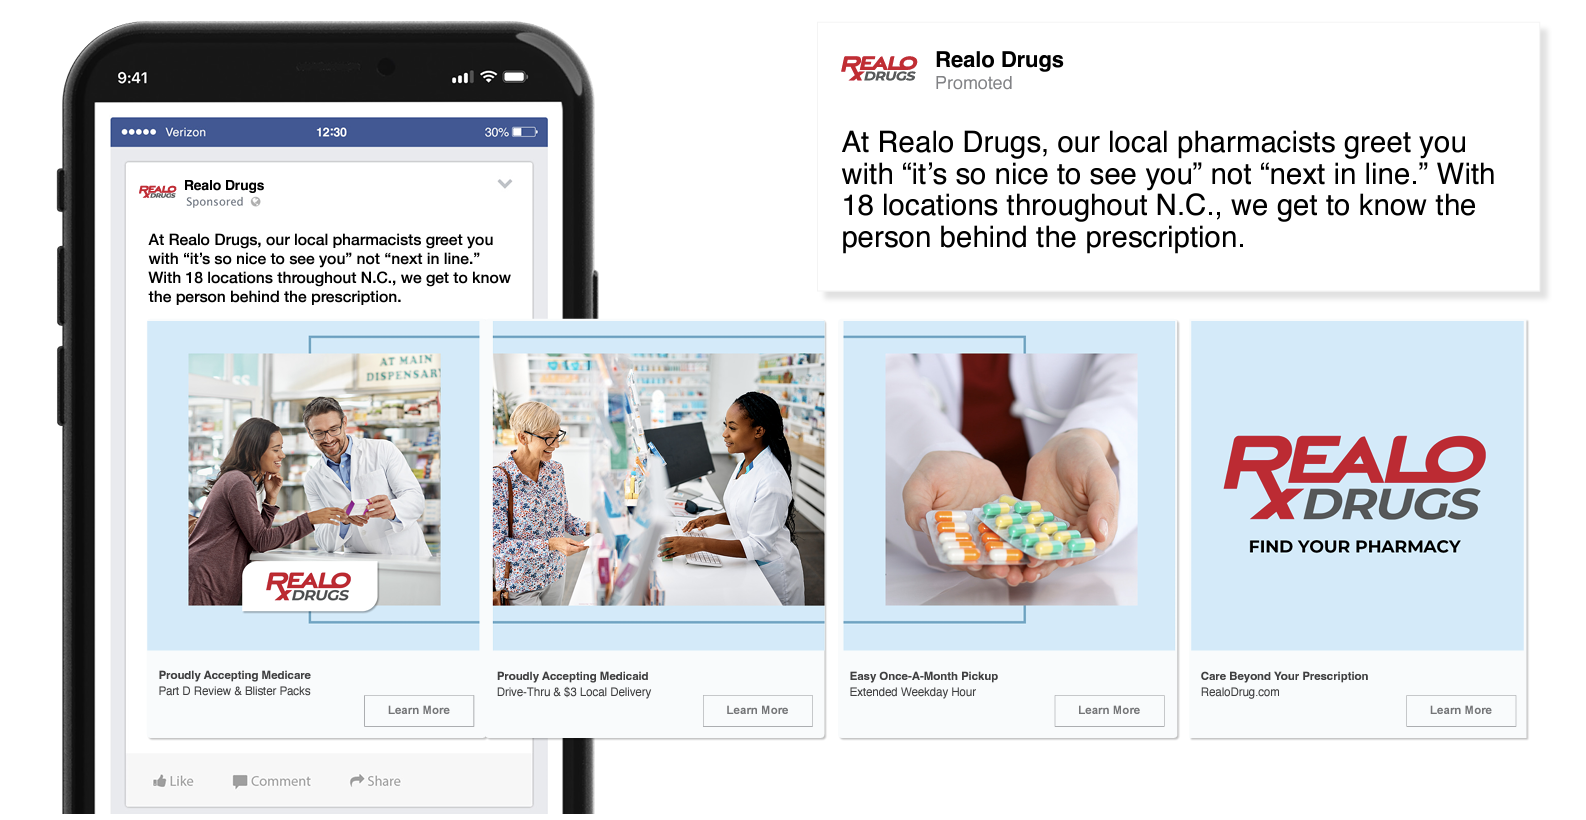 9:41
Verizon
12:30
30%
REALO
DRUGS
Realo Drugs
Sponsored
At Realo Drugs, our local pharmacists greet you
with “it’s so nice to see you” not “next in line.”
With 18 locations throughout N.C., we get to know
the person behind the prescription.
REALO
DRUGS
Realo Drugs
Promoted
At Realo Drugs, our local pharmacists greet you
with “it’s so nice to see you” not “next in line.” With
18 locations throughout N.C., we get to know the
person behind the prescription.
AT MAIN
DISPENSARY
REALO
DRUGS
Proudly Accepting Medicare
Part D Review & Blister Packs
Learn More
Proudly Accepting Medicaid
Drive-Thru & $3 Local Delivery
Learn More
Easy Once-A-Month Pickup
Extended Weekday Hour
Learn More
REALO
DRUGS
FIND YOUR PHARMACY
Care Beyond Your Prescription
RealoDrug.com
Learn More
Like
Comment
Share